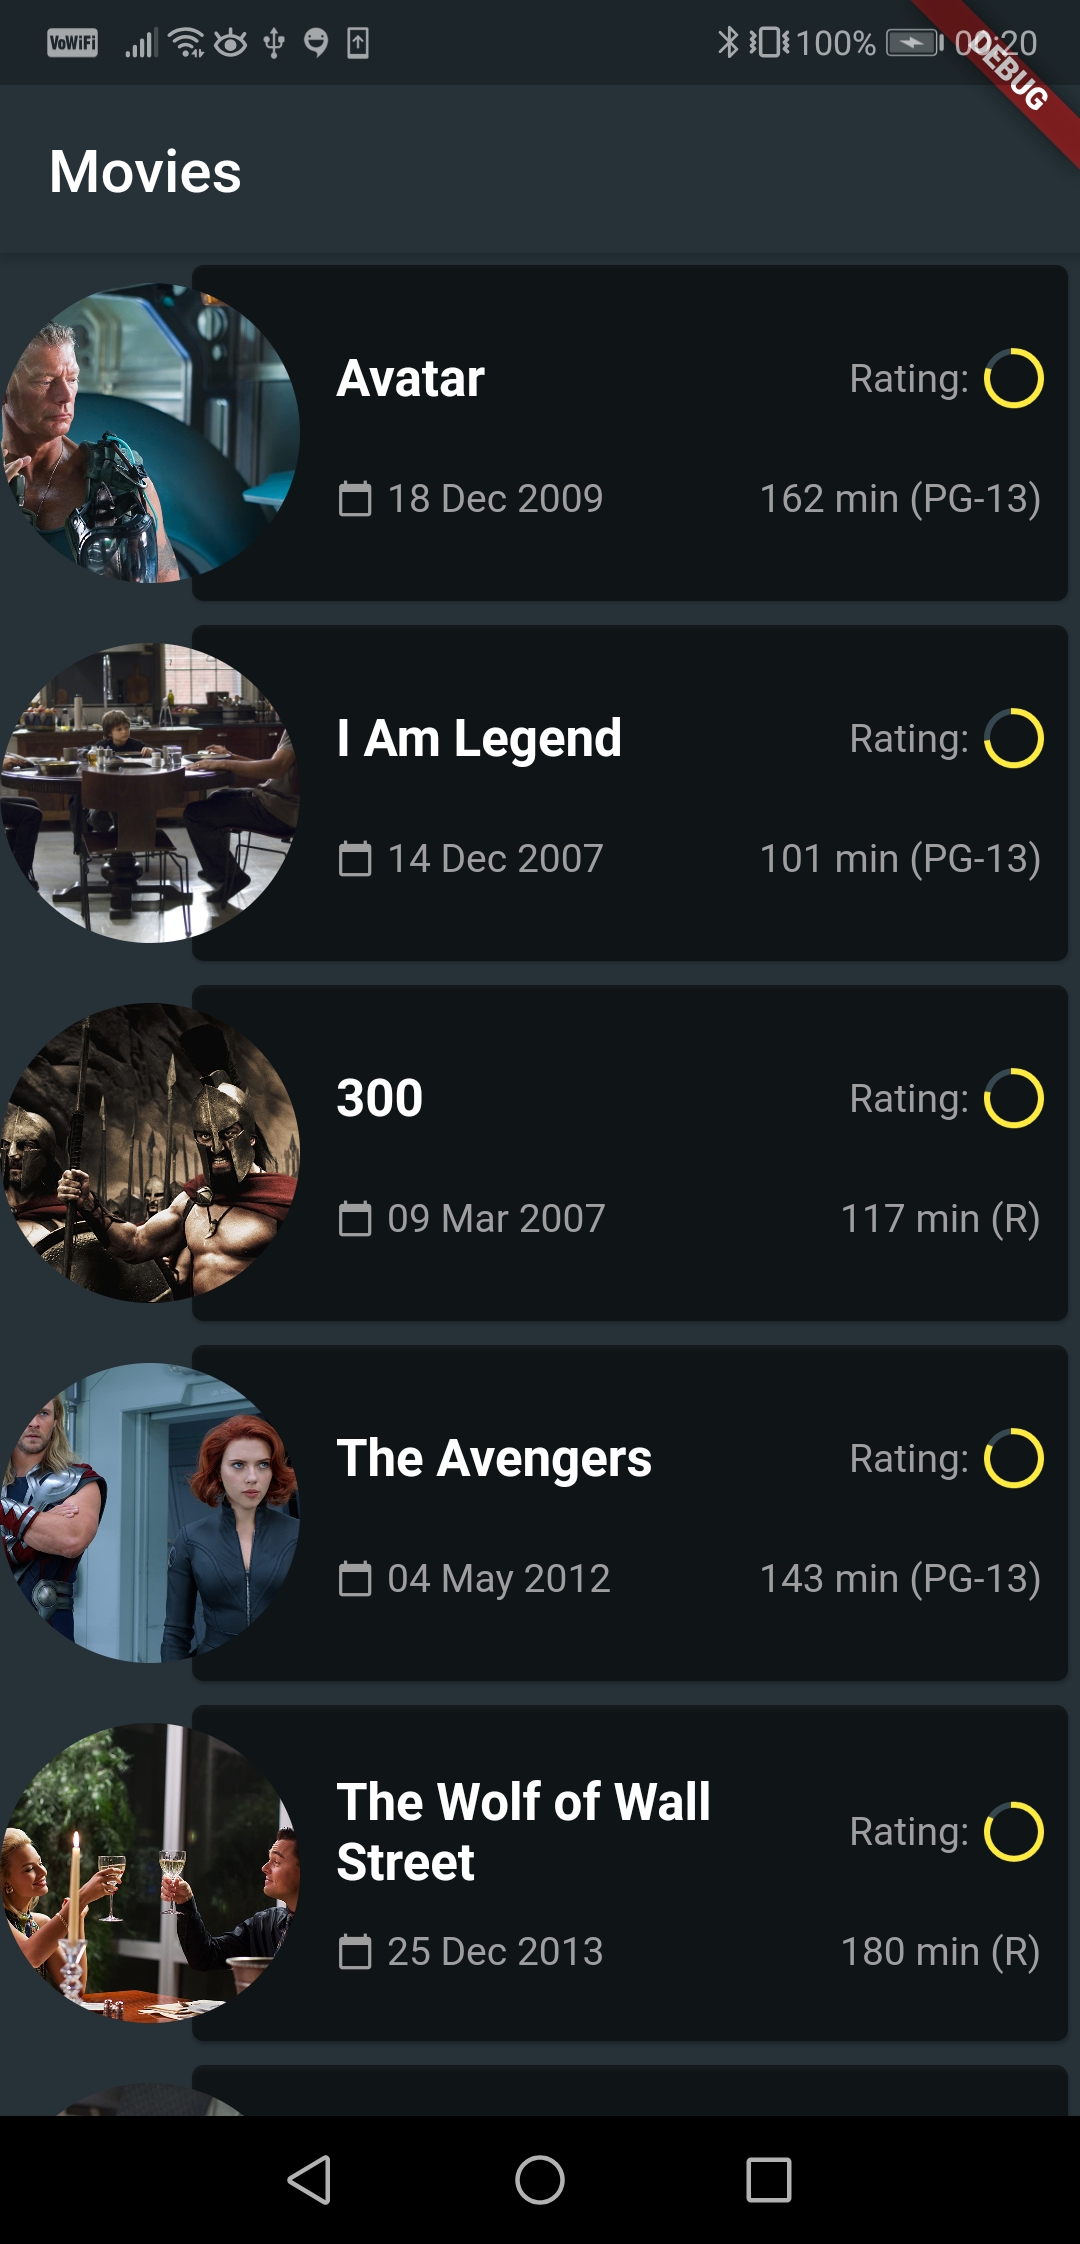 VoWiFi 100% 00:20
DEBUG
Movies
Avatar Rating:
18 Dec 2009 162 min (PG-13)
I Am Legend Rating:
14 Dec 2007 101 min (PG-13)
300 Rating:
09 Mar 2007 117 min (R)
The Avengers Rating:
04 May 2012 143 min (PG-13)
The Wolf of Wall
Street Rating:
25 Dec 2013 180 min (R)